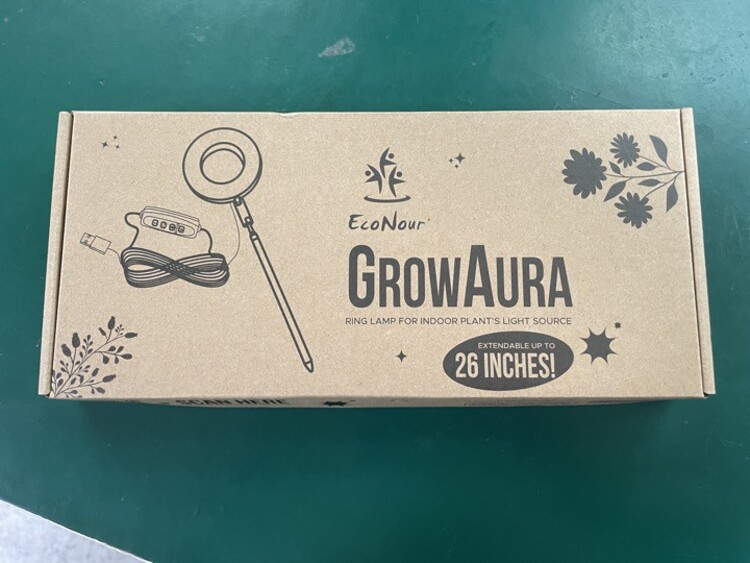 EcoNour
GROWAURA
RING LAMP FOR INDOOR PLANT'S LIGHT SOURCE
EXTENDABLE UP TO
26 INCHES!
SCAN HERE